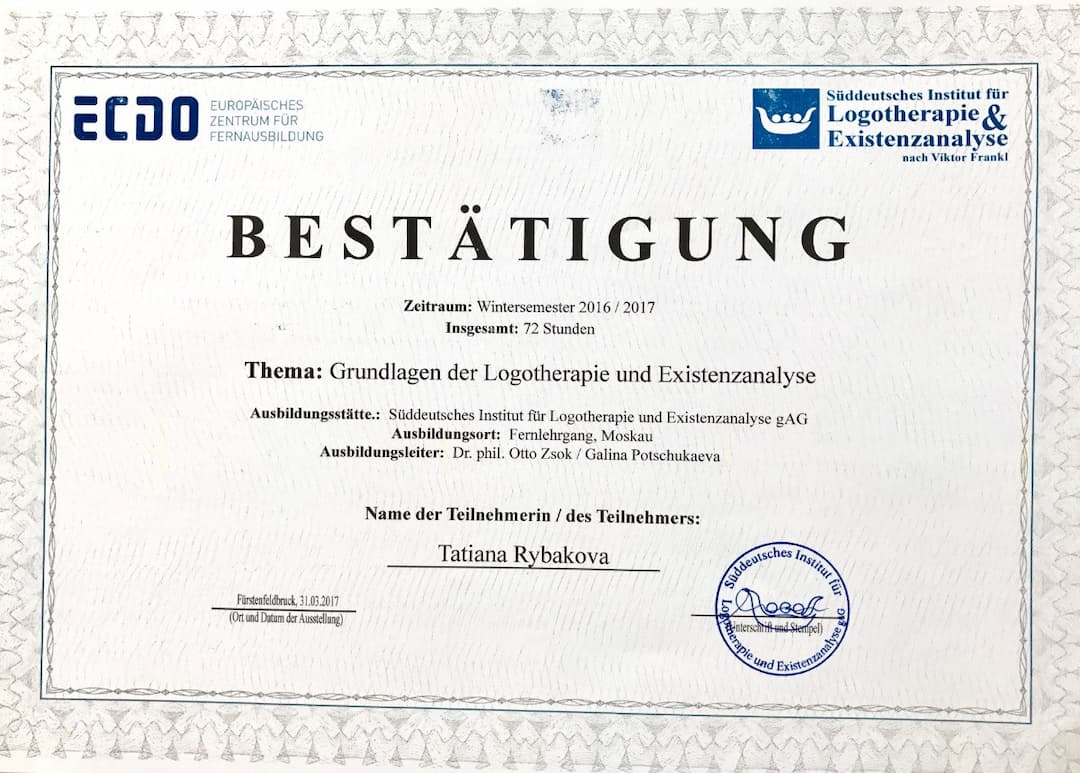 ECDO
EUROPÄISCHES
ZENTRUM FÜR
FERNAUSBILDUNG
Süddeutsches Institut für
Logotherapie &
Existenzanalyse
nach Viktor Frankl
BESTÄTIGUNG
Zeitraum: Wintersemester 2016 / 2017
Insgesamt: 72 Stunden
Thema: Grundlagen der Logotherapie und Existenzanalyse
Ausbildungsstätte.: Süddeutsches Institut für Logotherapie und Existenzanalyse gAG
Ausbildungsort: Fernlehrgang, Moskau
Ausbildungsleiter: Dr. phil. Otto Zsok / Galina Potschukaeva
Name der Teilnehmerin / des Teilnehmers:
Tatiana Rybakova
Fürstenfeldbruck, 31.03.2017
(Ort und Datum der Ausstellung)
Süddeutsches Institut für
Logotherapie und Existenzanalyse gAG
(Unterschrift und Stempel)